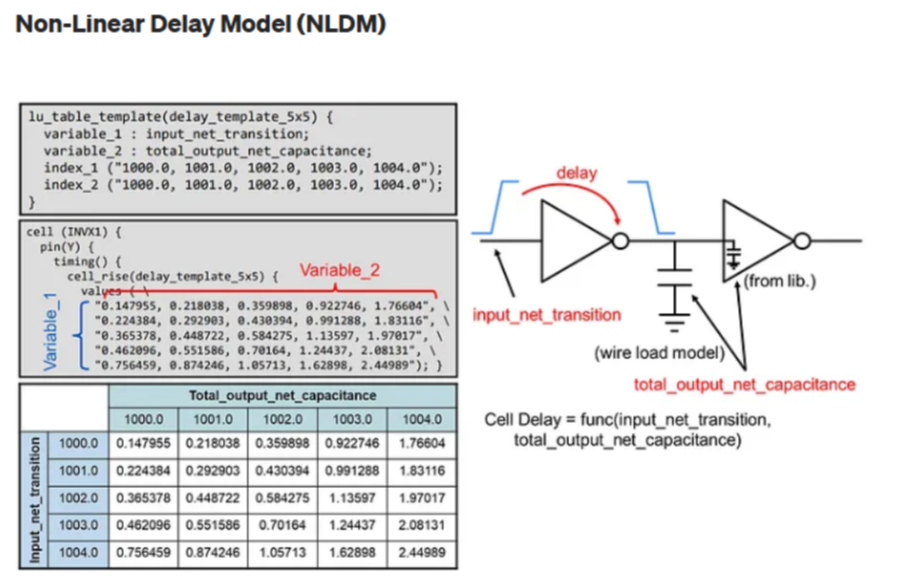 Non-Linear Delay Model (NLDM)
lu_table_template(delay_template_5x5) {
variable_1 : input_net_transition;
variable_2 : total_output_net_capacitance;
index_1 ("1000.0, 1001.0, 1002.0, 1003.0, 1004.0");
index_2 ("1000.0, 1001.0, 1002.0, 1003.0, 1004.0");
}
cell (INVX1) {
pin(Y) {
timing() {
cell_rise(delay_template_5x5) {
Variable_2
values ( \
Variable_1
"0.147955, 0.218038, 0.359898, 0.922746, 1.76604", \
"0.224384, 0.292903, 0.430394, 0.991288, 1.83116", \
"0.365378, 0.448722, 0.584275, 1.13597, 1.97017", \
"0.462096, 0.551586, 0.70164, 1.24437, 2.08131", \
"0.756459, 0.874246, 1.05713, 1.62898, 2.44989"); }
Total_output_net_capacitance
1000.0 1001.0 1002.0 1003.0 1004.0
Input_net_transition
1000.0 0.147955 0.218038 0.359898 0.922746 1.76604
1001.0 0.224384 0.292903 0.430394 0.991288 1.83116
1002.0 0.365378 0.448722 0.584275 1.13597 1.97017
1003.0 0.462096 0.551586 0.70164 1.24437 2.08131
1004.0 0.756459 0.874246 1.05713 1.62898 2.44989
delay
(from lib.)
input_net_transition
(wire load model)
total_output_net_capacitance
Cell Delay = func(input_net_transition,
total_output_net_capacitance)